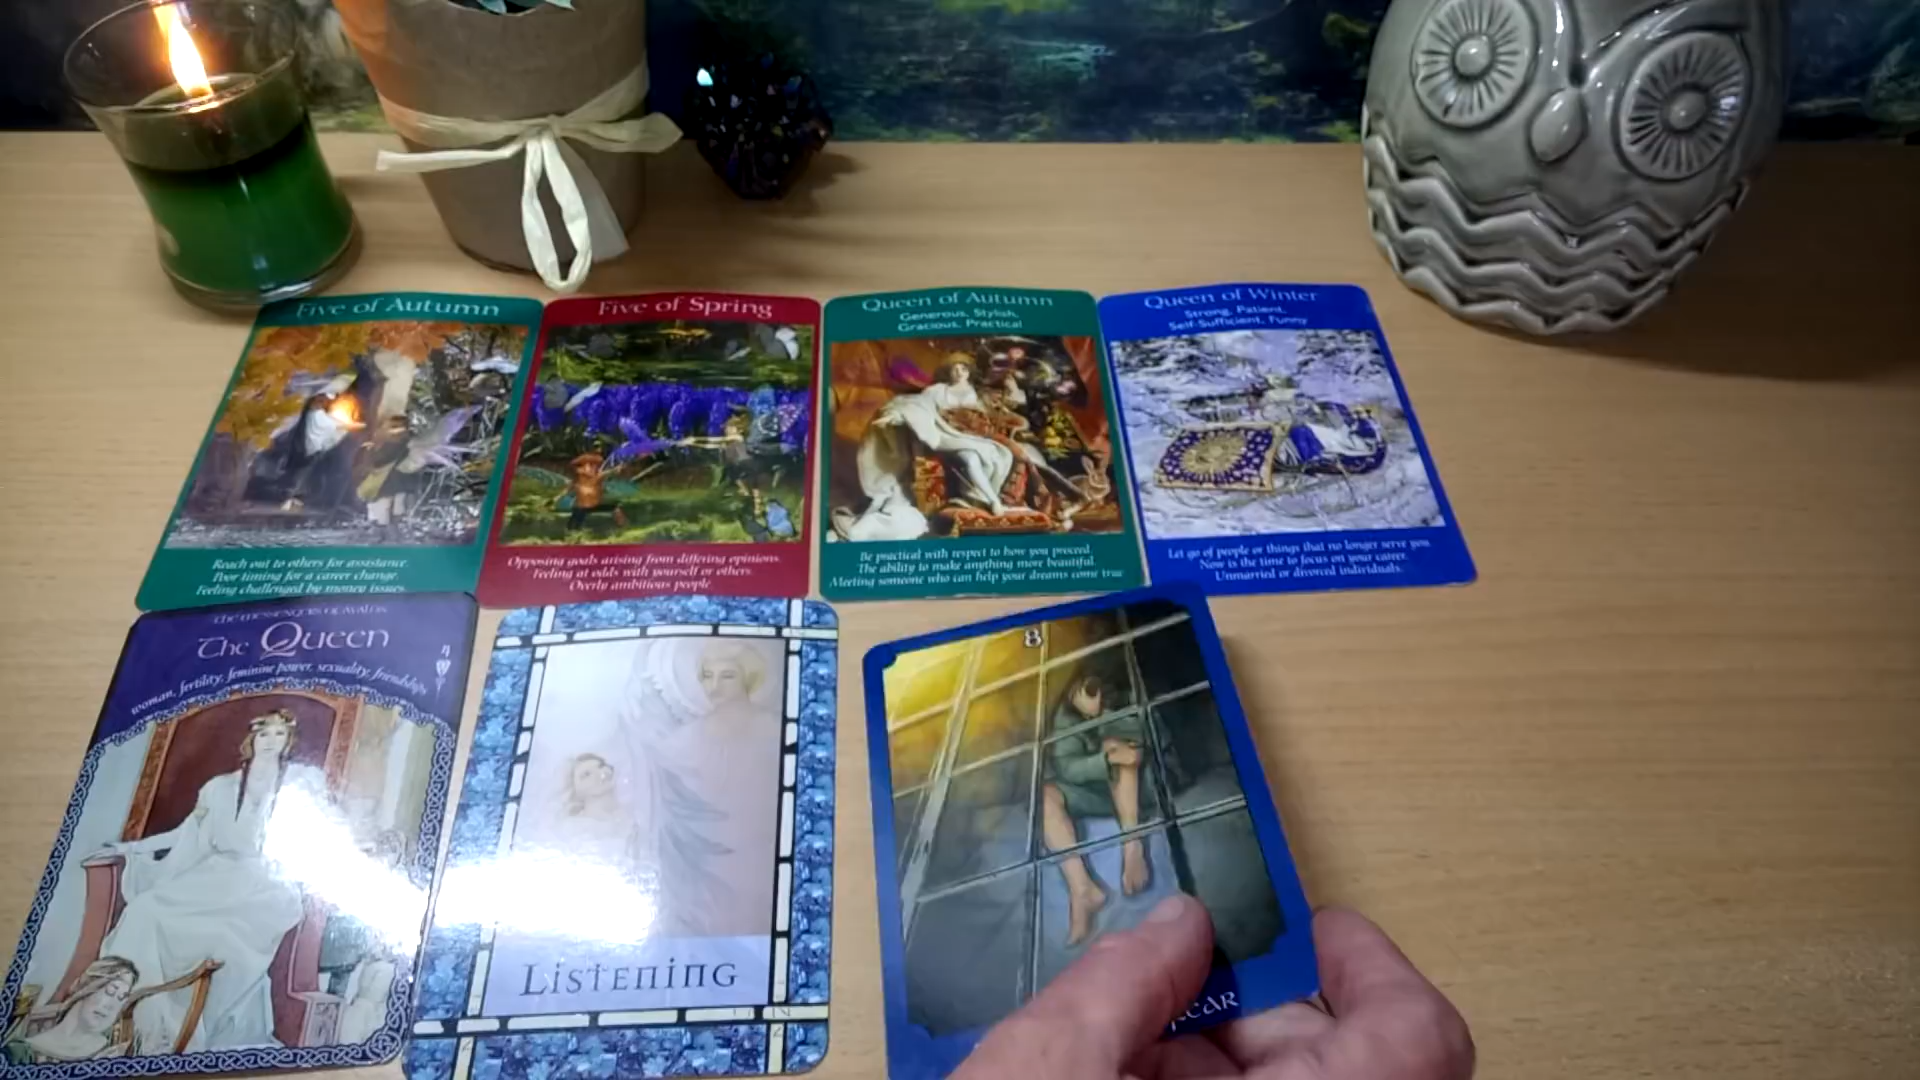 Five of Autumn
Reach out to others for assistance.
Poor timing for a career change.
Feeling challenged by money issues.
Five of Spring
Opposing goals arising from differing opinions.
Feeling at odds with yourself or others.
Overly ambitious people.
Queen of Autumn
Generous, Stylish,
Gracious, Practical
Be practical with respect to how you proceed.
The ability to make anything more beautiful.
Meeting someone who can help your dreams come true
Queen of Winter
Strong, Patient,
Self-Sufficient, Funny
Let go of people or things that no longer serve you.
Now is the time to focus on your career.
Unmarried or divorced individuals.
The Messengers of Avalon
The Queen
woman, fertility, feminine power, sexuality, friendships
Listening
8